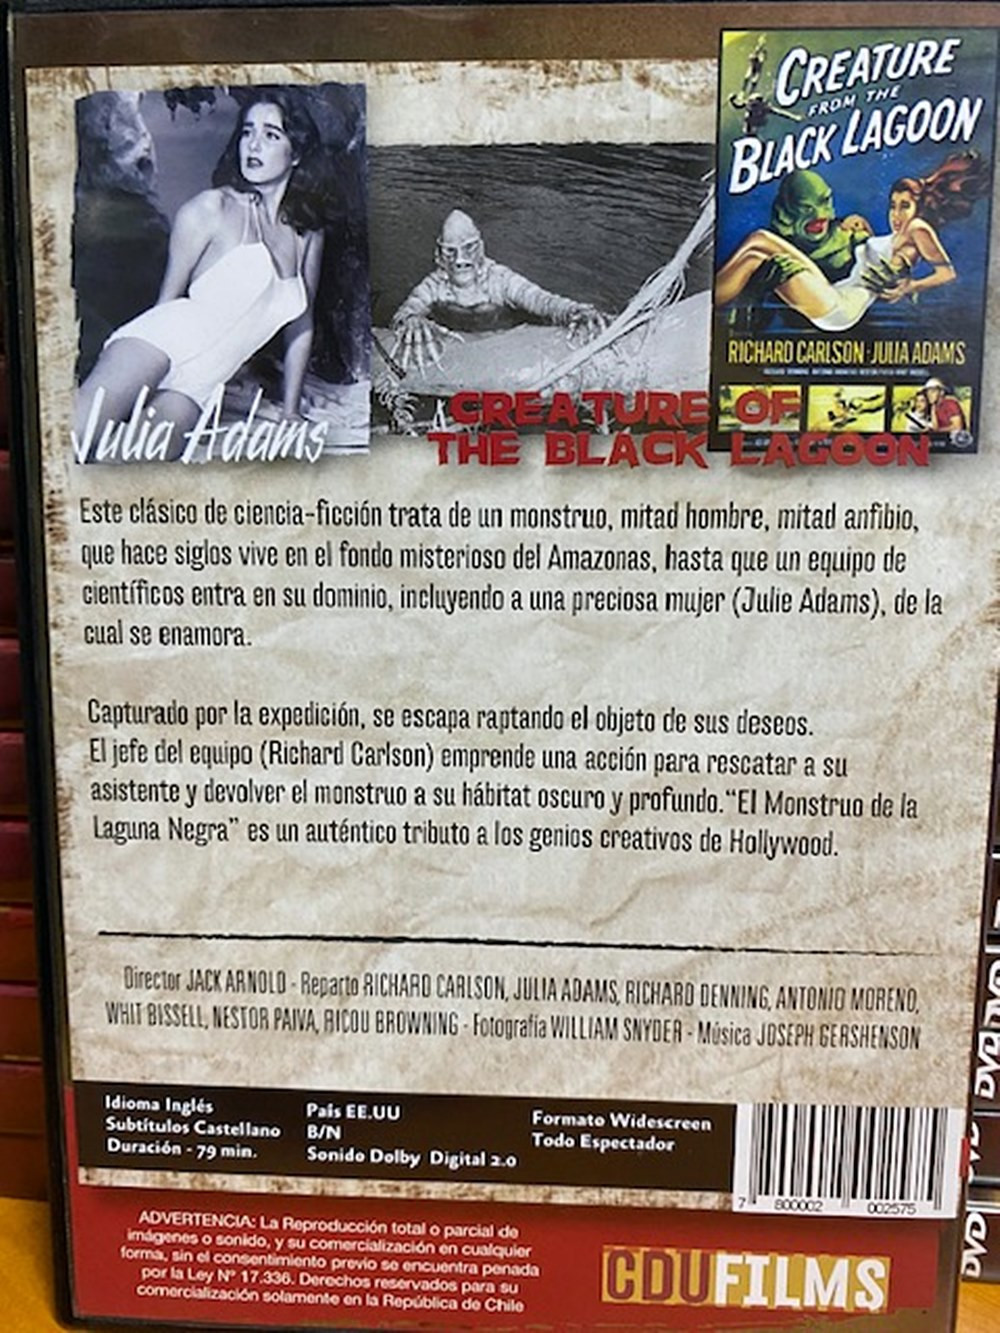 CREATURE
FROM THE
BLACK LAGOON
RICHARD CARLSON · JULIA ADAMS
Julia Adams
CREATURE OF
THE BLACK LAGOON
Este clásico de ciencia-ficción trata de un monstruo, mitad hombre, mitad anfibio,
que hace siglos vive en el fondo misterioso del Amazonas, hasta que un equipo de
científicos entra en su dominio, incluyendo a una preciosa mujer (Julie Adams), de la
cual se enamora.
Capturado por la expedición, se escapa raptando el objeto de sus deseos.
El jefe del equipo (Richard Carlson) emprende una acción para rescatar a su
asistente y devolver el monstruo a su hábitat oscuro y profundo."El Monstruo de la
Laguna Negra" es un auténtico tributo a los genios creativos de Hollywood.
Director JACK ARNOLD - Reparto RICHARD CARLSON, JULIA ADAMS, RICHARD DENNING, ANTONIO MORENO,
WHIT BISSELL, NESTOR PAIVA, RICOU BROWNING - Fotografía WILLIAM SNYDER - Música JOSEPH GERSHENSON
Idioma Inglés
Subtítulos Castellano
Duración - 79 min.
País EE.UU
B/N
Sonido Dolby Digital 2.0
Formato Widescreen
Todo Espectador
7 800002 002575
ADVERTENCIA: La Reproducción total o parcial de
imágenes o sonido, y su comercialización en cualquier
forma, sin el consentimiento previo se encuentra penada
por la Ley Nº 17.336. Derechos reservados para su
comercialización solamente en la República de Chile
CDUFILMS
DVD
DVD
DVD